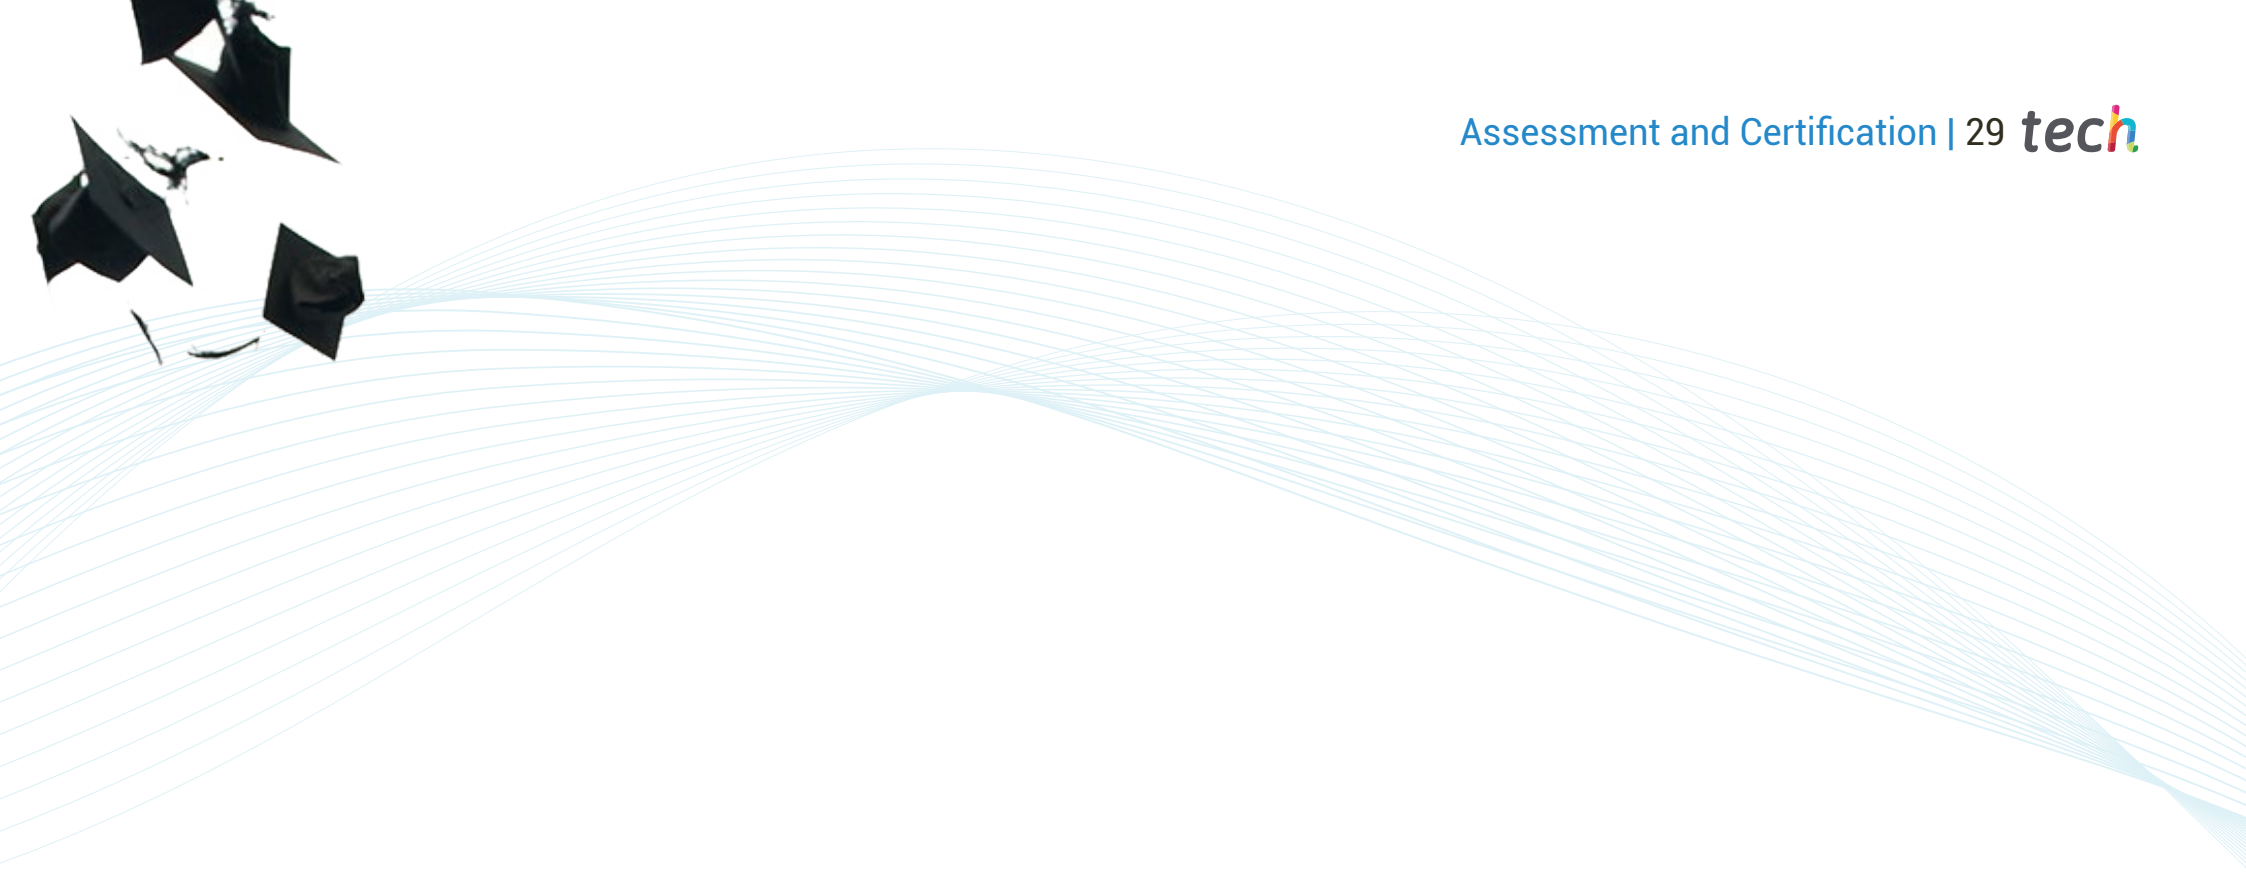 Assessment and Certification | 29 tech